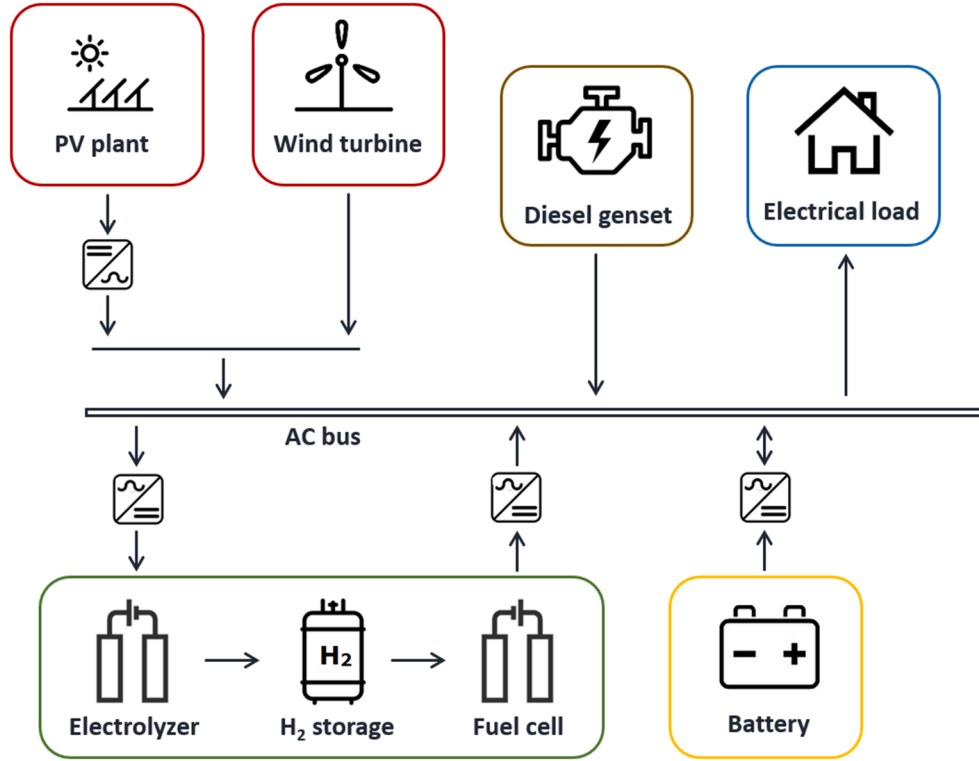 PV plant
Wind turbine
Diesel genset
Electrical load
AC bus
H₂
Electrolyzer
H₂ storage
Fuel cell
Battery